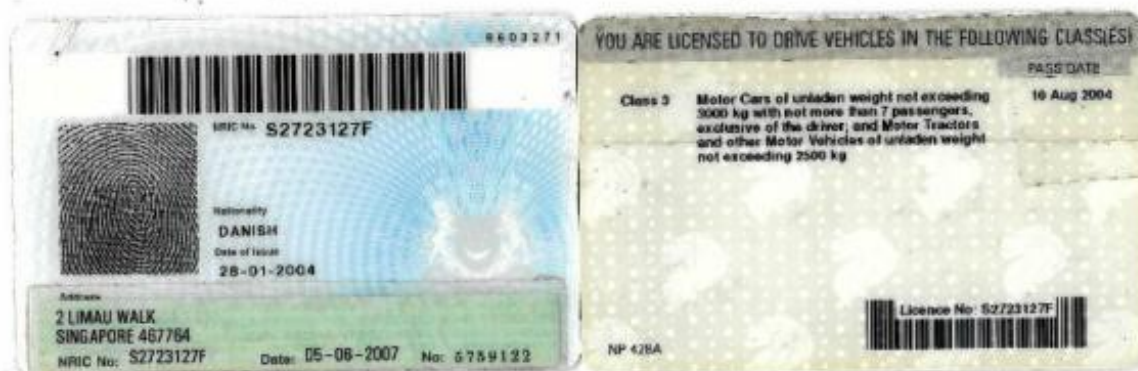 9603271
NRIC No. S2723127F
Nationality
DANISH
Date of Issue
28-01-2004
Address
2 LIMAU WALK
SINGAPORE 467764
NRIC No: S2723127F Date: 05-06-2007 No: 5759122
YOU ARE LICENSED TO DRIVE VEHICLES IN THE FOLLOWING CLASS(ES)
PASS DATE
Class 3 Motor Cars of unladen weight not exceeding 16 Aug 2004
3000 kg with not more than 7 passengers,
exclusive of the driver; and Motor Tractors
and other Motor Vehicles of unladen weight
not exceeding 2500 kg
Licence No: S2723127F
NP 428A